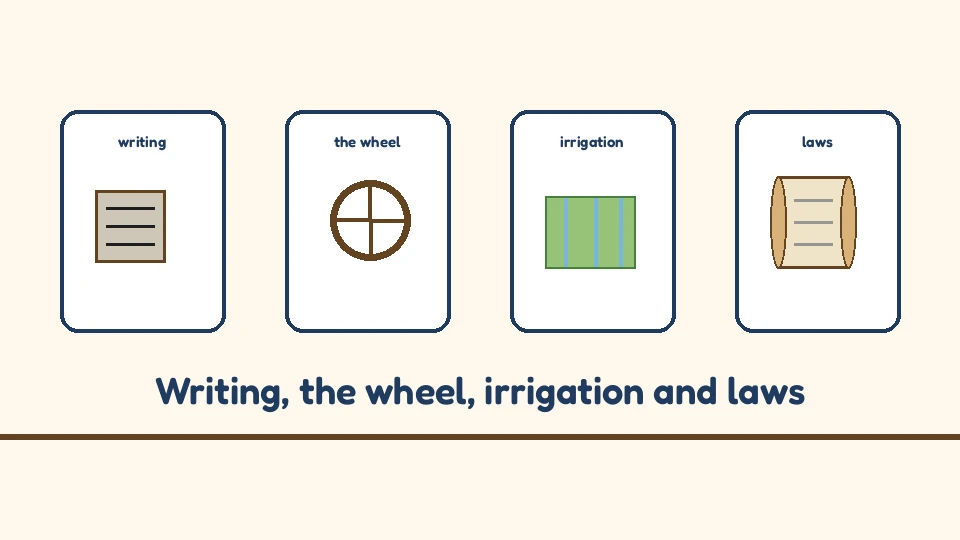 writing
the wheel
irrigation
laws
Writing, the wheel, irrigation and laws